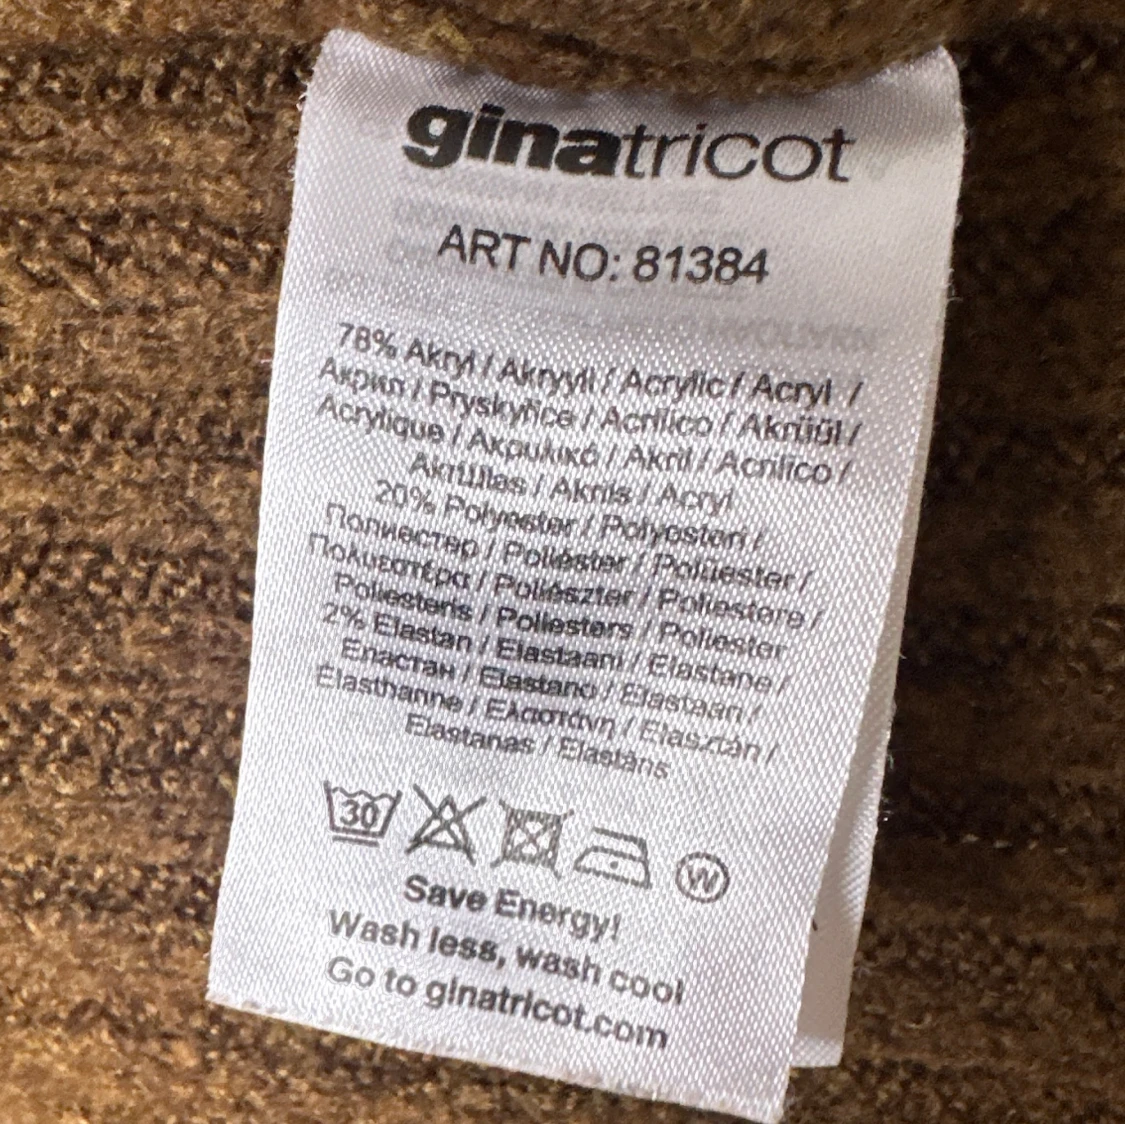 ginatricot
ART NO: 81384
78% Akryl / Akryyli / Acrylic / Acryl /
Акрил / Pryskyřice / Acrílico / Akrüül /
Acrylique / Ακρυλικό / Akril / Acrilico /
Akrilas / Akrils / Acryl
20% Polyester / Polyesteri /
Полиестер / Poliéster / Polüester /
Πολυεστέρα / Poliészter / Poliestere /
Poliesteris / Poliesters / Poliester
2% Elastan / Elastaani / Elastane /
Еластан / Elastano / Elastaan /
Elasthanne / Ελαστάνη / Elasztán /
Elastanas / Elastāns
30
W
Save Energy!
Wash less, wash cool
Go to ginatricot.com